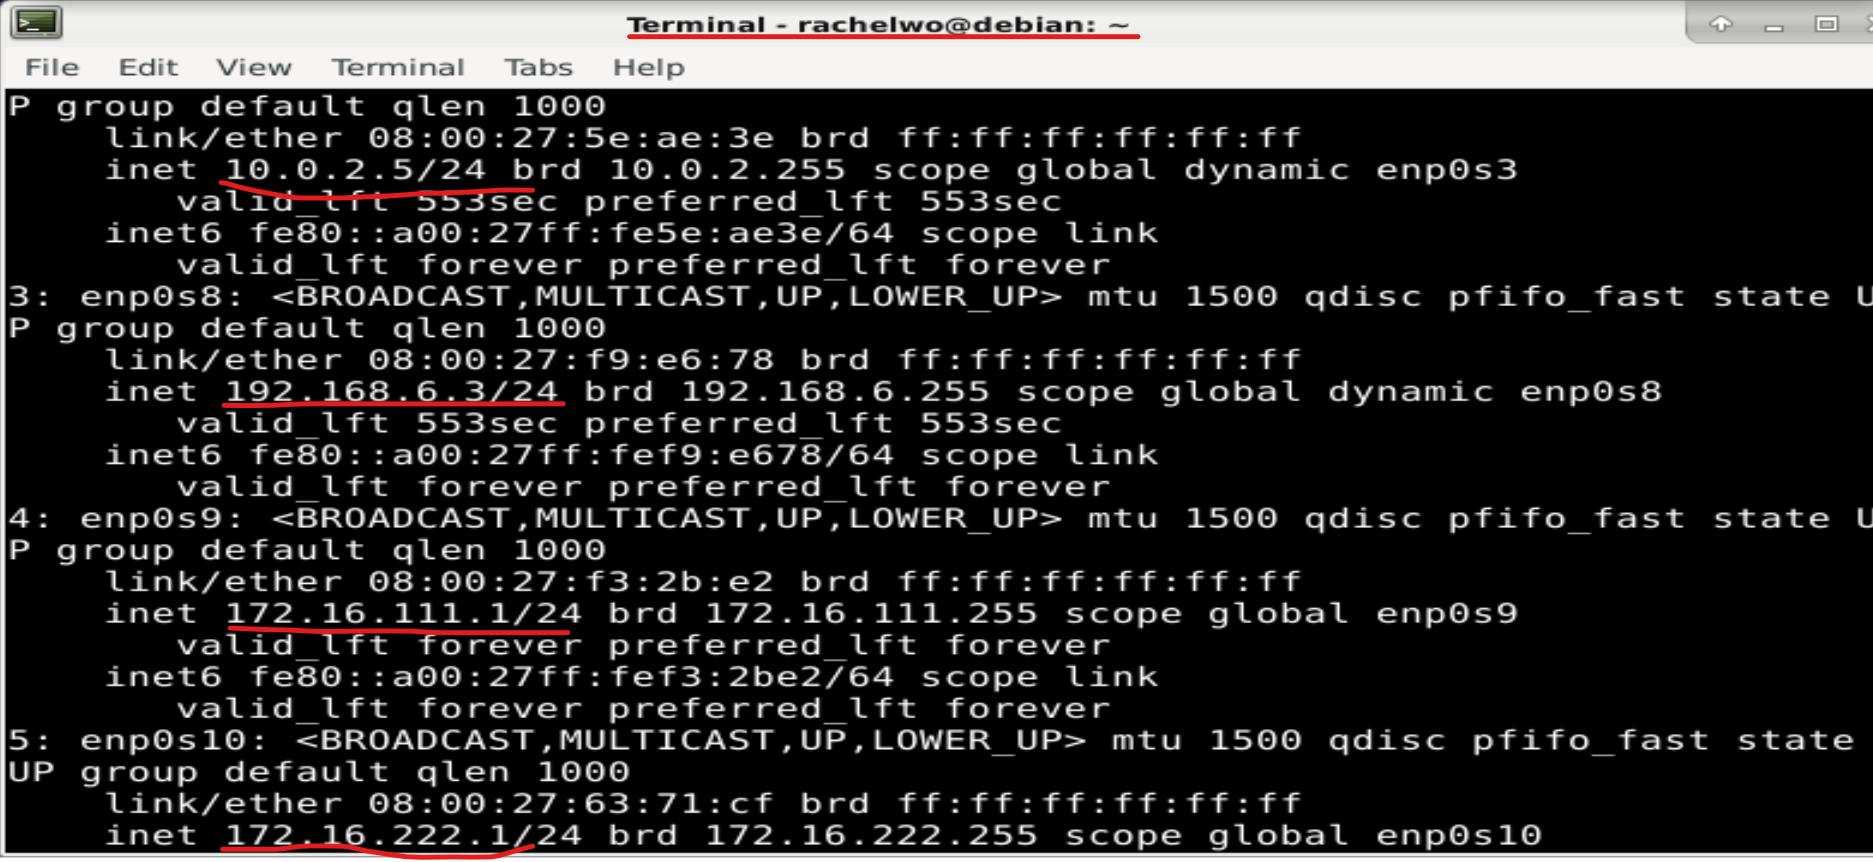 Terminal - rachelwo@debian: ~
File Edit View Terminal Tabs Help
P group default qlen 1000
link/ether 08:00:27:5e:ae:3e brd ff:ff:ff:ff:ff:ff
inet 10.0.2.5/24 brd 10.0.2.255 scope global dynamic enp0s3
valid_lft 553sec preferred_lft 553sec
inet6 fe80::a00:27ff:fe5e:ae3e/64 scope link
valid_lft forever preferred_lft forever
3: enp0s8: <BROADCAST,MULTICAST,UP,LOWER_UP> mtu 1500 qdisc pfifo_fast state U
P group default qlen 1000
link/ether 08:00:27:f9:e6:78 brd ff:ff:ff:ff:ff:ff
inet 192.168.6.3/24 brd 192.168.6.255 scope global dynamic enp0s8
valid_lft 553sec preferred_lft 553sec
inet6 fe80::a00:27ff:fef9:e678/64 scope link
valid_lft forever preferred_lft forever
4: enp0s9: <BROADCAST,MULTICAST,UP,LOWER_UP> mtu 1500 qdisc pfifo_fast state U
P group default qlen 1000
link/ether 08:00:27:f3:2b:e2 brd ff:ff:ff:ff:ff:ff
inet 172.16.111.1/24 brd 172.16.111.255 scope global enp0s9
valid_lft forever preferred_lft forever
inet6 fe80::a00:27ff:fef3:2be2/64 scope link
valid_lft forever preferred_lft forever
5: enp0s10: <BROADCAST,MULTICAST,UP,LOWER_UP> mtu 1500 qdisc pfifo_fast state
UP group default qlen 1000
link/ether 08:00:27:63:71:cf brd ff:ff:ff:ff:ff:ff
inet 172.16.222.1/24 brd 172.16.222.255 scope global enp0s10